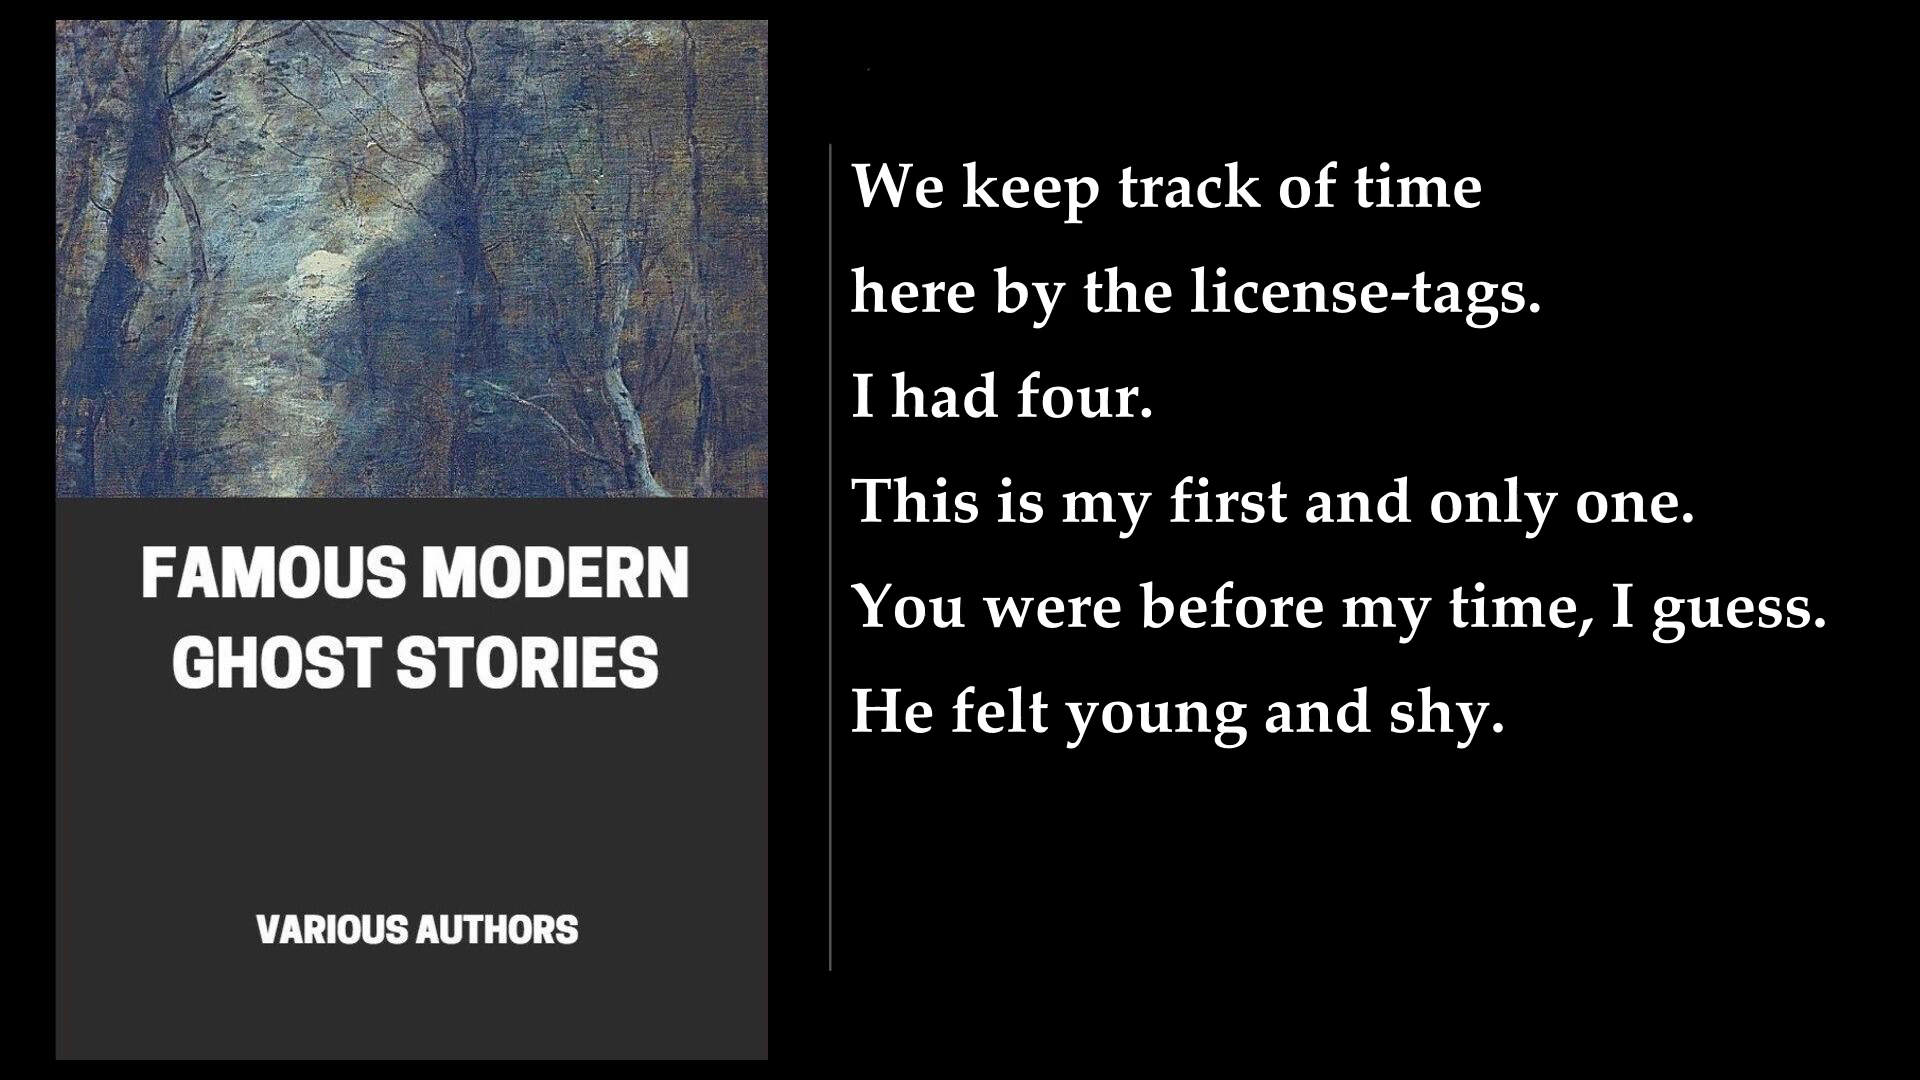 FAMOUS MODERN
GHOST STORIES
VARIOUS AUTHORS
We keep track of time
here by the license-tags.
I had four.
This is my first and only one.
You were before my time, I guess.
He felt young and shy.